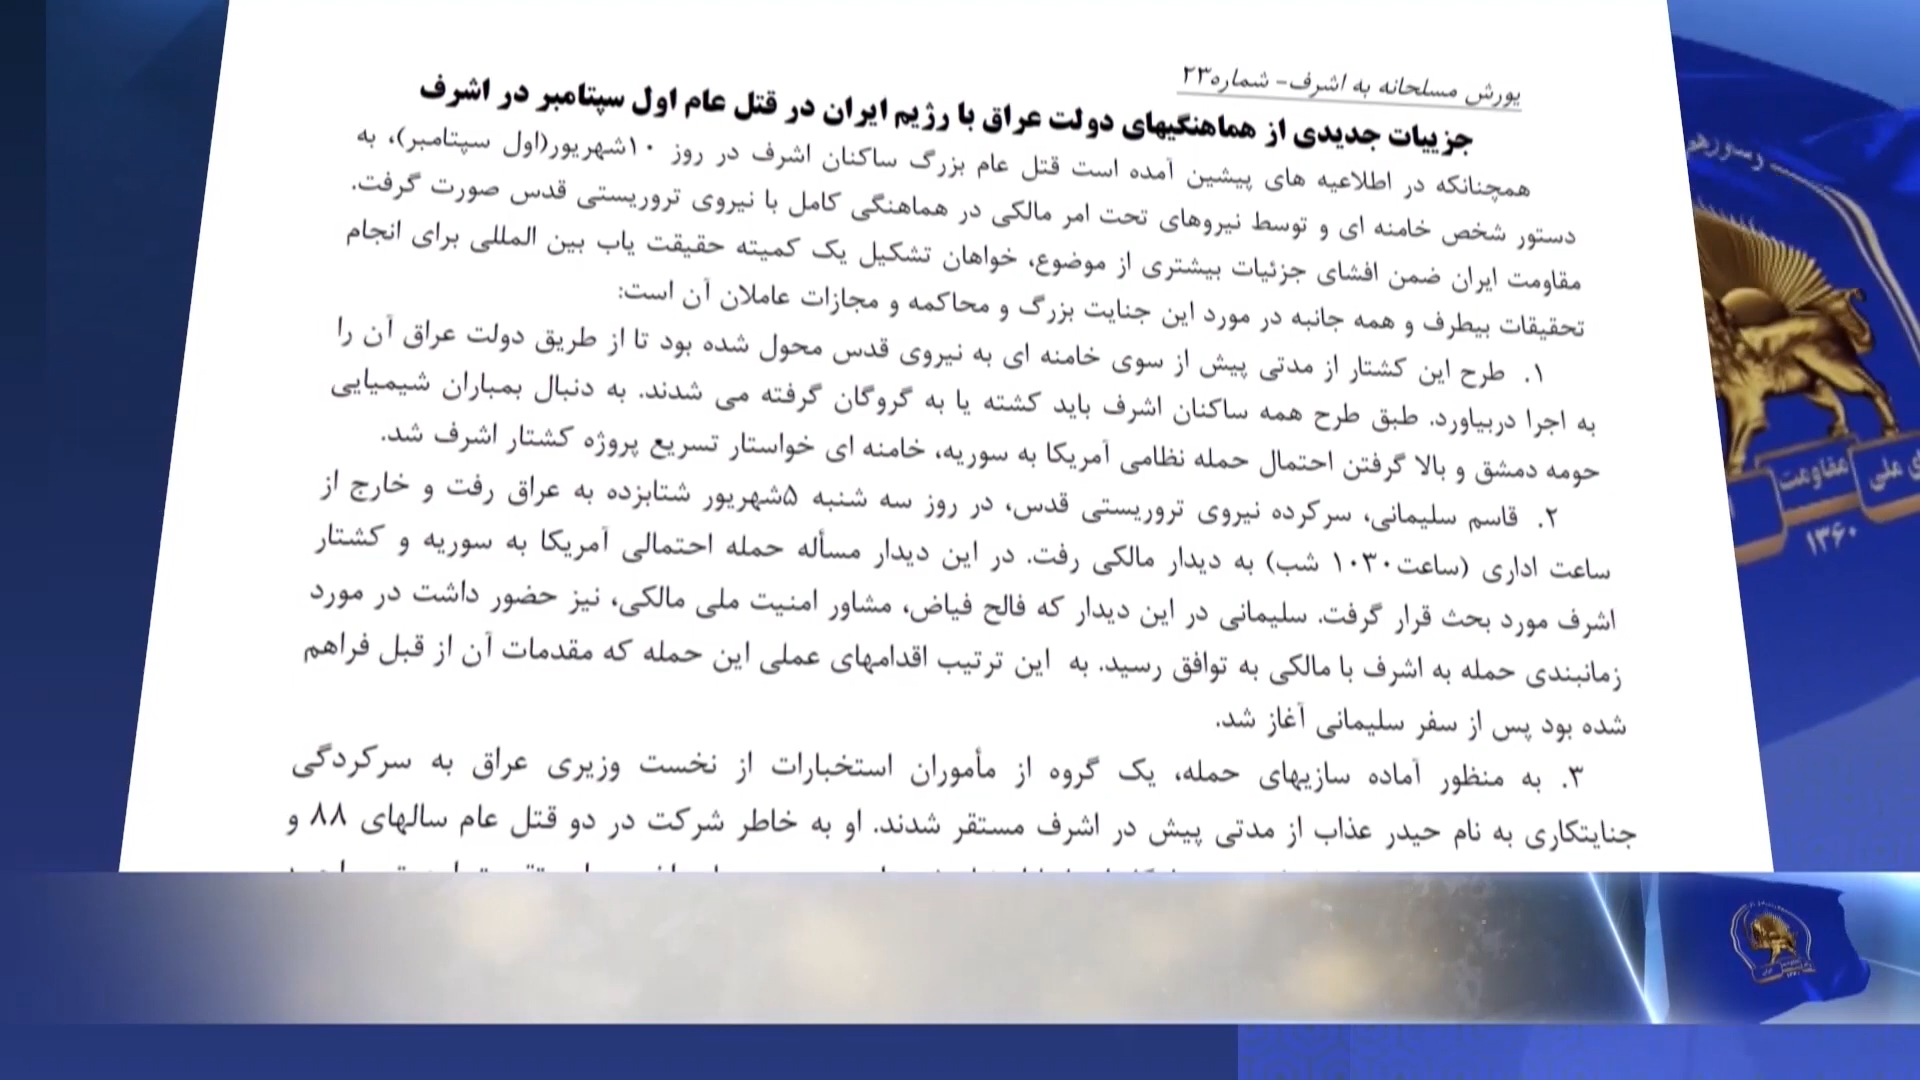 یورش مسلحانه به اشرف- شماره۲۳
جزییات جدیدی از هماهنگیهای دولت عراق با رژیم ایران در قتل عام اول سپتامبر در اشرف
همچنانکه در اطلاعیه های پیشین آمده است قتل عام بزرگ ساکنان اشرف در روز ۱۰شهریور(اول سپتامبر)، به
دستور شخص خامنه ای و توسط نیروهای تحت امر مالکی در هماهنگی کامل با نیروی تروریستی قدس صورت گرفت.
مقاومت ایران ضمن افشای جزئیات بیشتری از موضوع، خواهان تشکیل یک کمیته حقیقت یاب بین المللی برای انجام
تحقیقات بیطرف و همه جانبه در مورد این جنایت بزرگ و محاکمه و مجازات عاملان آن است:
۱. طرح این کشتار از مدتی پیش از سوی خامنه ای به نیروی قدس محول شده بود تا از طریق دولت عراق آن را
به اجرا دربیاورد. طبق طرح همه ساکنان اشرف باید کشته یا به گروگان گرفته می شدند. به دنبال بمباران شیمیایی
حومه دمشق و بالا گرفتن احتمال حمله نظامی آمریکا به سوریه، خامنه ای خواستار تسریع پروژه کشتار اشرف شد.
۲. قاسم سلیمانی، سرکرده نیروی تروریستی قدس، در روز سه شنبه ۵شهریور شتابزده به عراق رفت و خارج از
ساعت اداری (ساعت۱۰۳۰ شب) به دیدار مالکی رفت. در این دیدار مسأله حمله احتمالی آمریکا به سوریه و کشتار
اشرف مورد بحث قرار گرفت. سلیمانی در این دیدار که فالح فیاض، مشاور امنیت ملی مالکی، نیز حضور داشت در مورد
زمانبندی حمله به اشرف با مالکی به توافق رسید. به این ترتیب اقدامهای عملی این حمله که مقدمات آن از قبل فراهم
شده بود پس از سفر سلیمانی آغاز شد.
۳. به منظور آماده سازیهای حمله، یک گروه از مأموران استخبارات از نخست وزیری عراق به سرکردگی
جنایتکاری به نام حیدر عذاب از مدتی پیش در اشرف مستقر شدند. او به خاطر شرکت در دو قتل عام سالهای ۸۸ و
ی ملی
مقاومت
۱۳۶۰